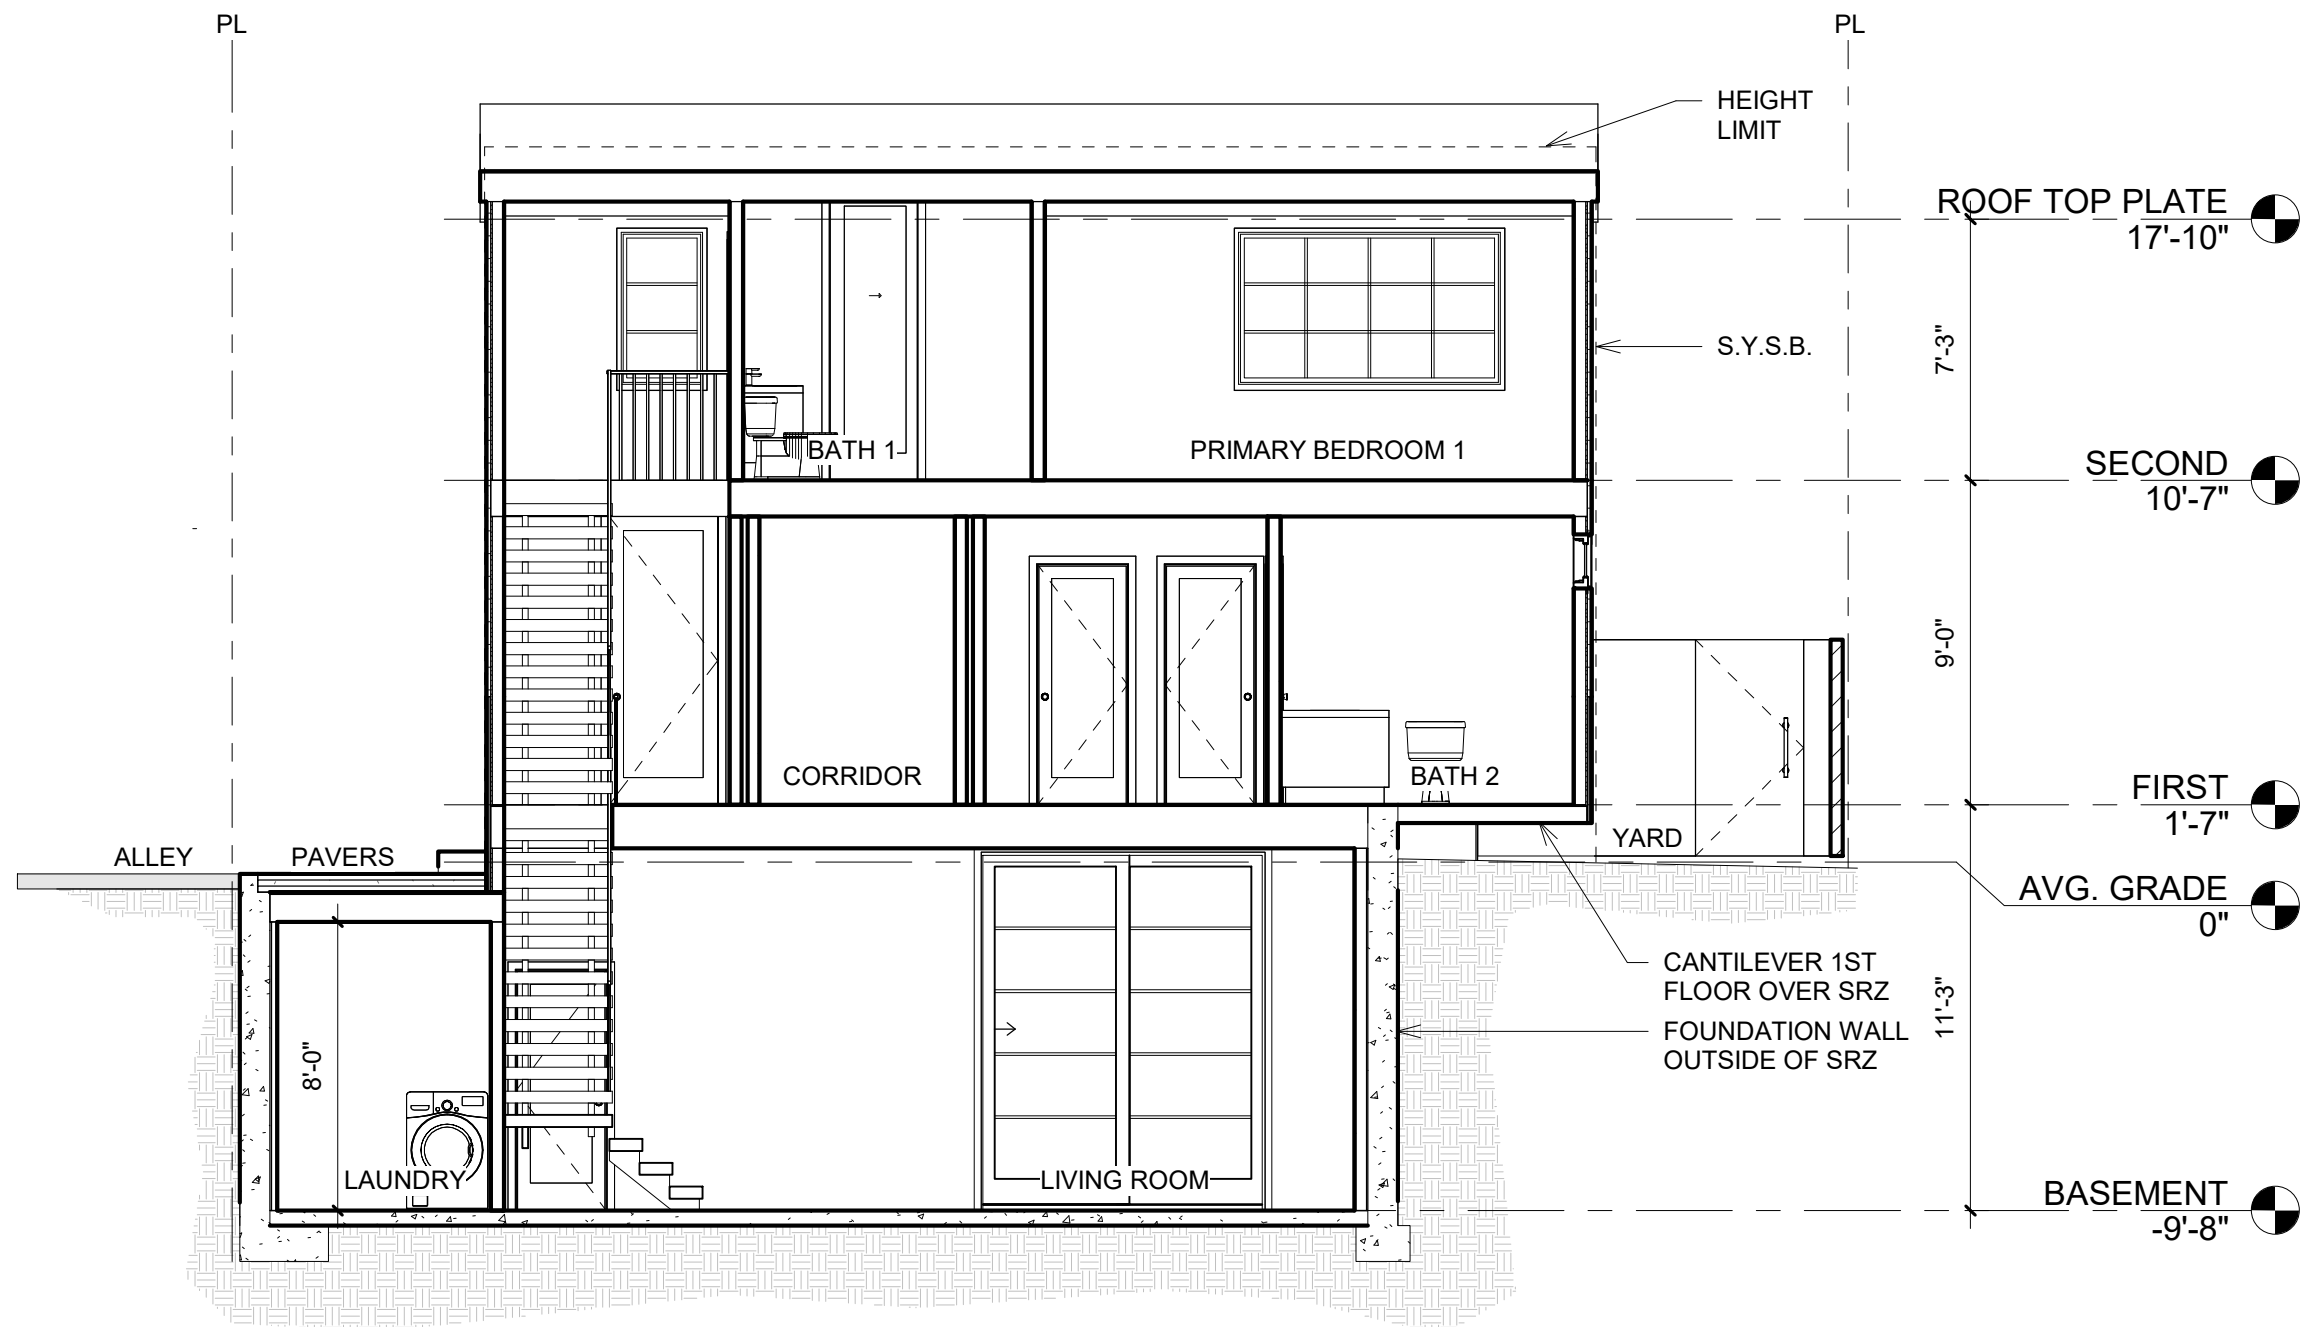 PL
PL
HEIGHT
LIMIT
ROOF TOP PLATE
17'-10"
7'-3"
S.Y.S.B.
BATH 1
PRIMARY BEDROOM 1
SECOND
10'-7"
9'-0"
CORRIDOR
BATH 2
FIRST
1'-7"
YARD
ALLEY
PAVERS
AVG. GRADE
0"
CANTILEVER 1ST
FLOOR OVER SRZ
FOUNDATION WALL
OUTSIDE OF SRZ
11'-3"
8'-0"
LAUNDRY
LIVING ROOM
BASEMENT
-9'-8"